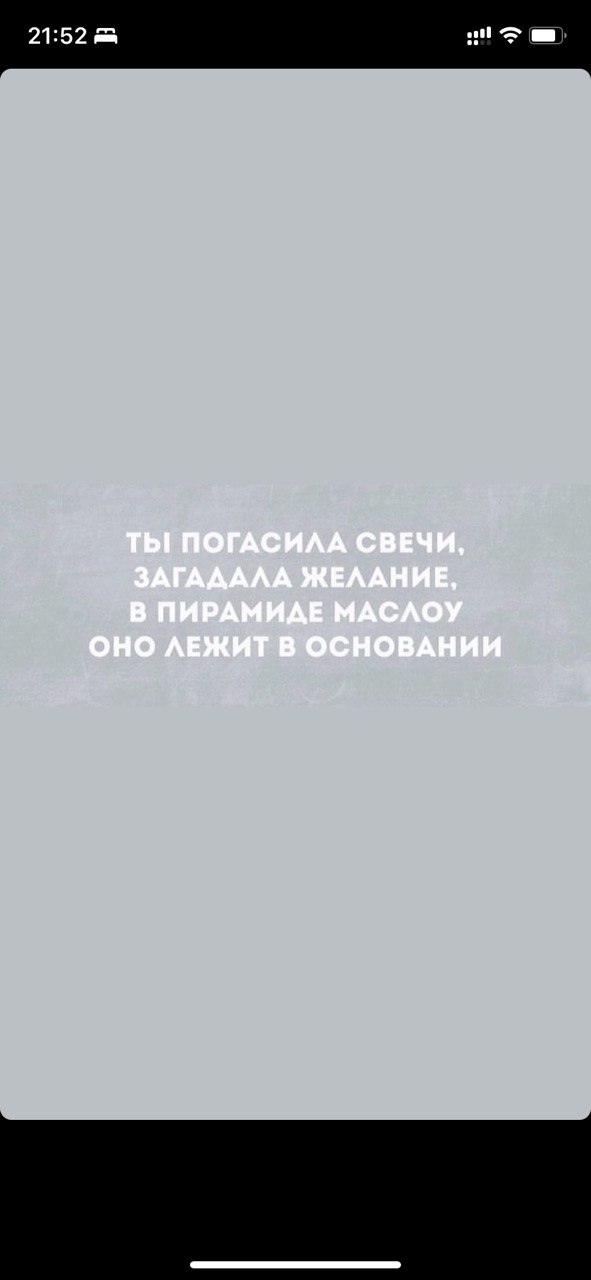 21:52
ТЫ ПОГАСИЛА СВЕЧИ,
ЗАГАДАЛА ЖЕЛАНИЕ,
В ПИРАМИДЕ МАСЛОУ
ОНО ЛЕЖИТ В ОСНОВАНИИ